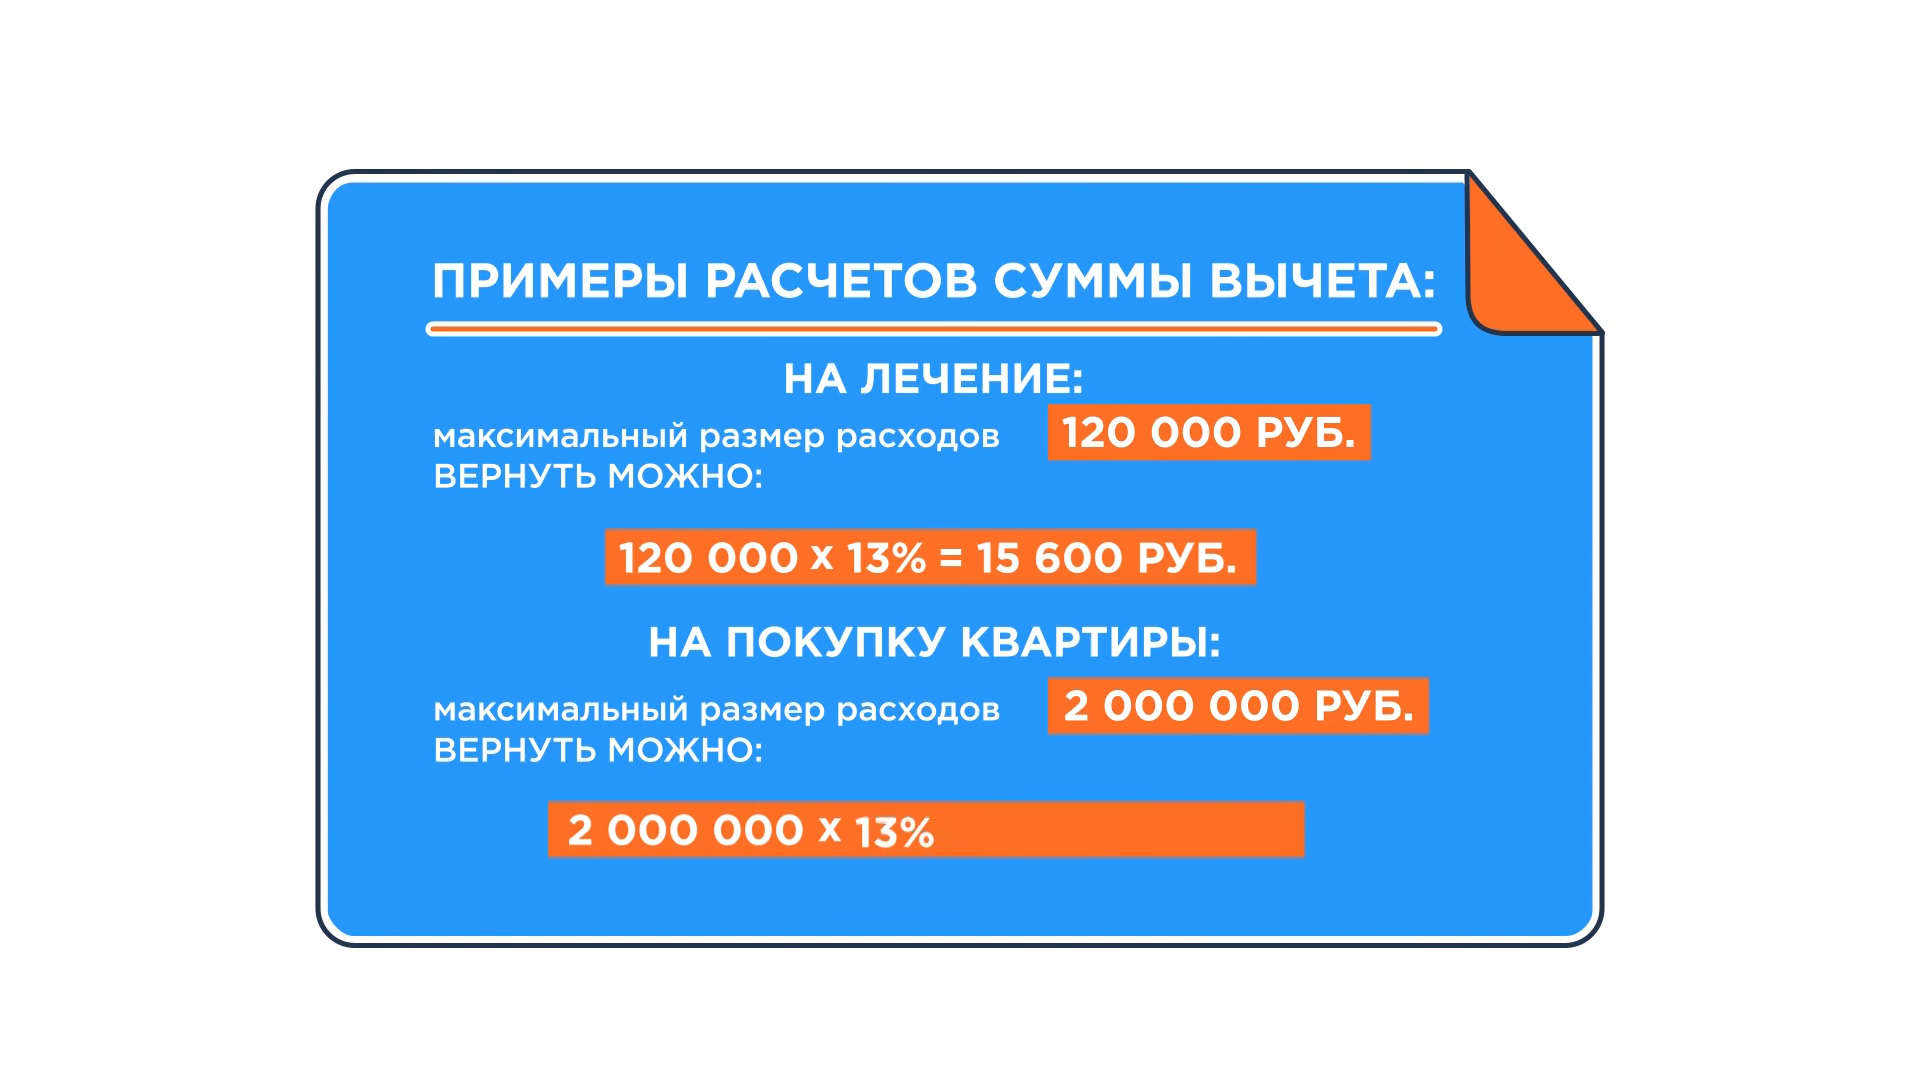 ПРИМЕРЫ РАСЧЕТОВ СУММЫ ВЫЧЕТА:
НА ЛЕЧЕНИЕ:
максимальный размер расходов 120 000 РУБ.
ВЕРНУТЬ МОЖНО:
120 000 х 13% = 15 600 РУБ.
НА ПОКУПКУ КВАРТИРЫ:
максимальный размер расходов 2 000 000 РУБ.
ВЕРНУТЬ МОЖНО:
2 000 000 х 13%